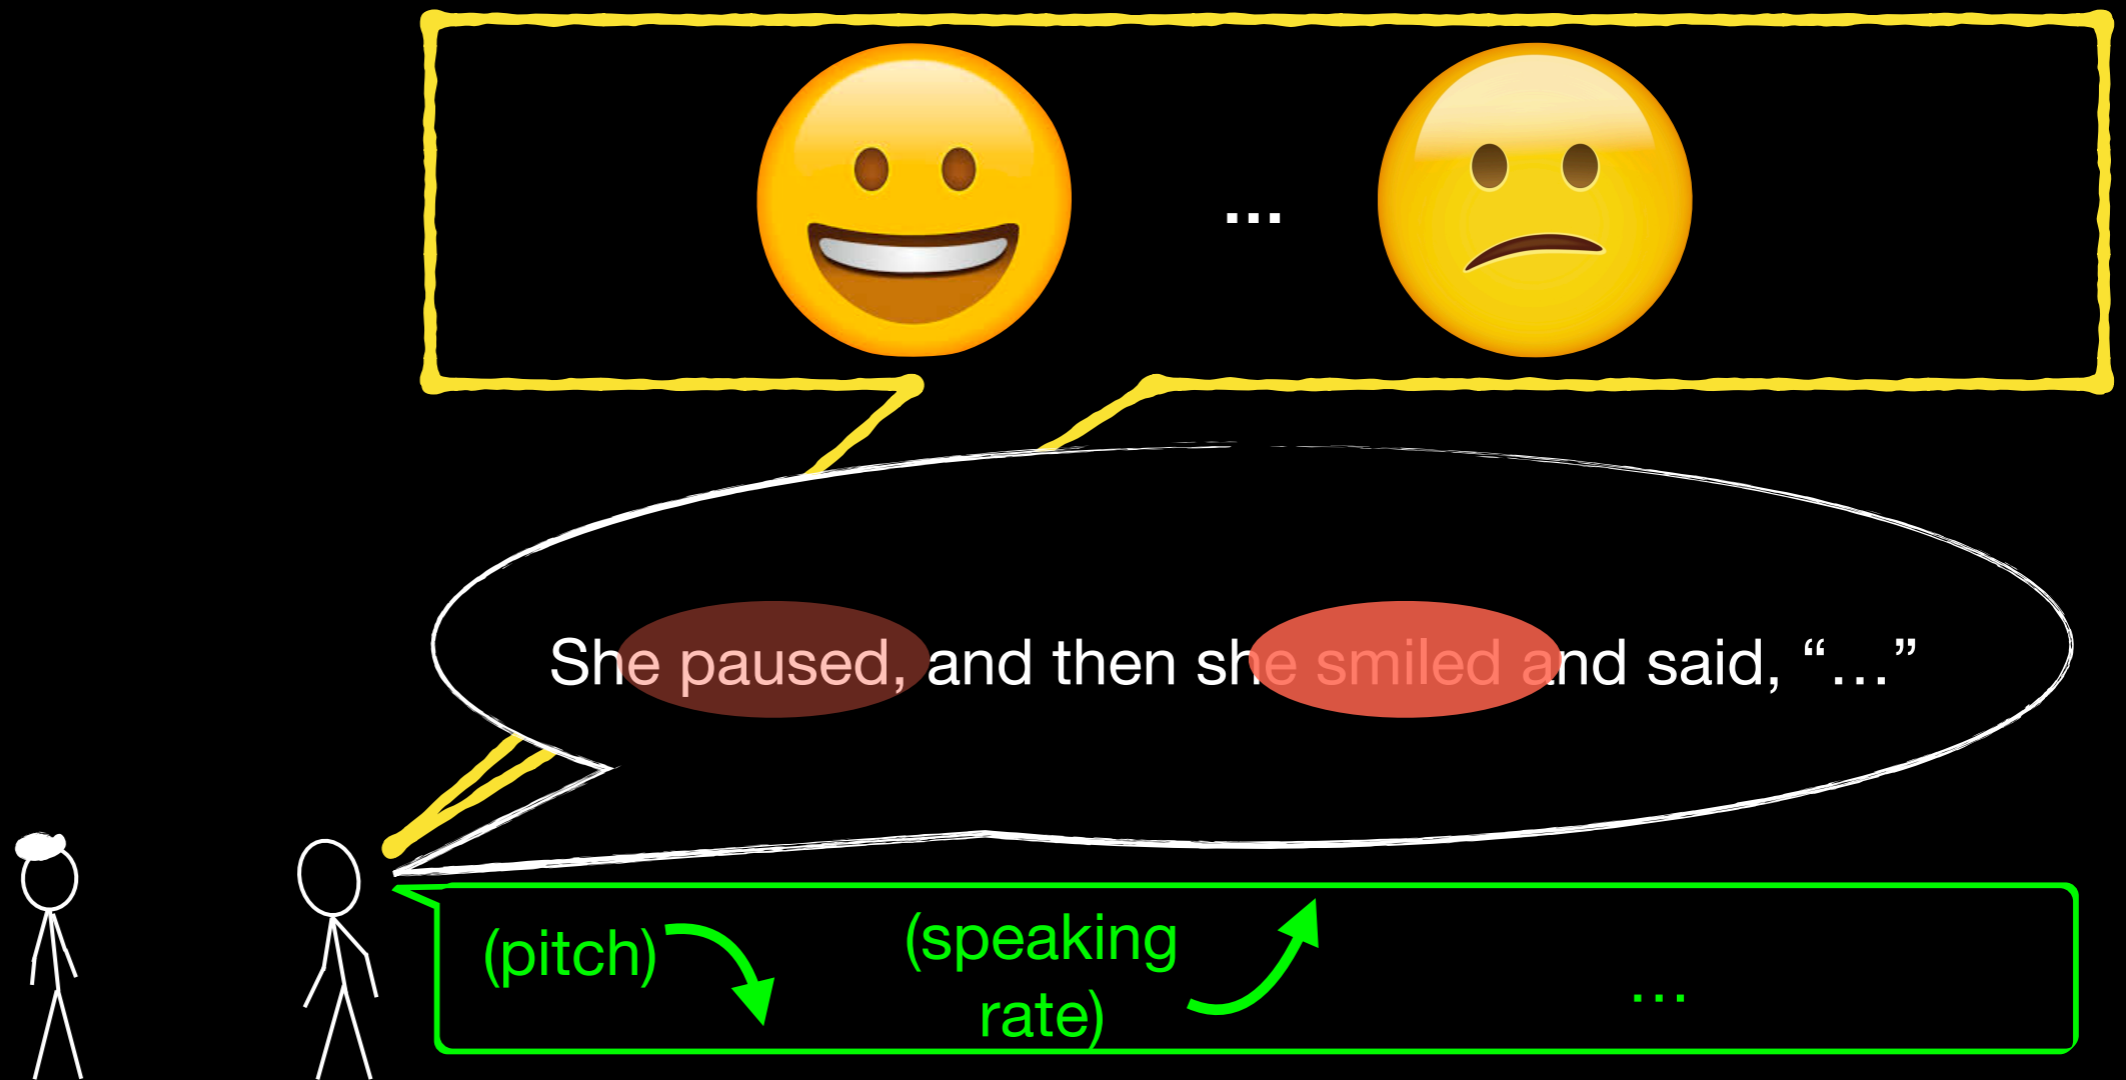 ...
She paused, and then she smiled and said, “…”
(pitch)
(speaking
rate)
…